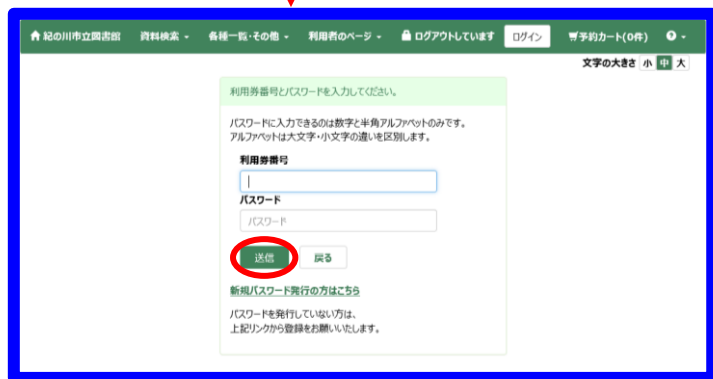 紀の川市立図書館 資料検索 各種一覧・その他 利用者のページ ログアウトしています ログイン 予約カート(0件)
文字の大きさ 小 中 大
利用券番号とパスワードを入力してください。
パスワードに入力できるのは数字と半角アルファベットのみです。
アルファベットは大文字・小文字の違いを区別します。
利用券番号
パスワード
パスワード
送信 戻る
新規パスワード発行の方はこちら
パスワードを発行していない方は、
上記リンクから登録をお願いいたします。